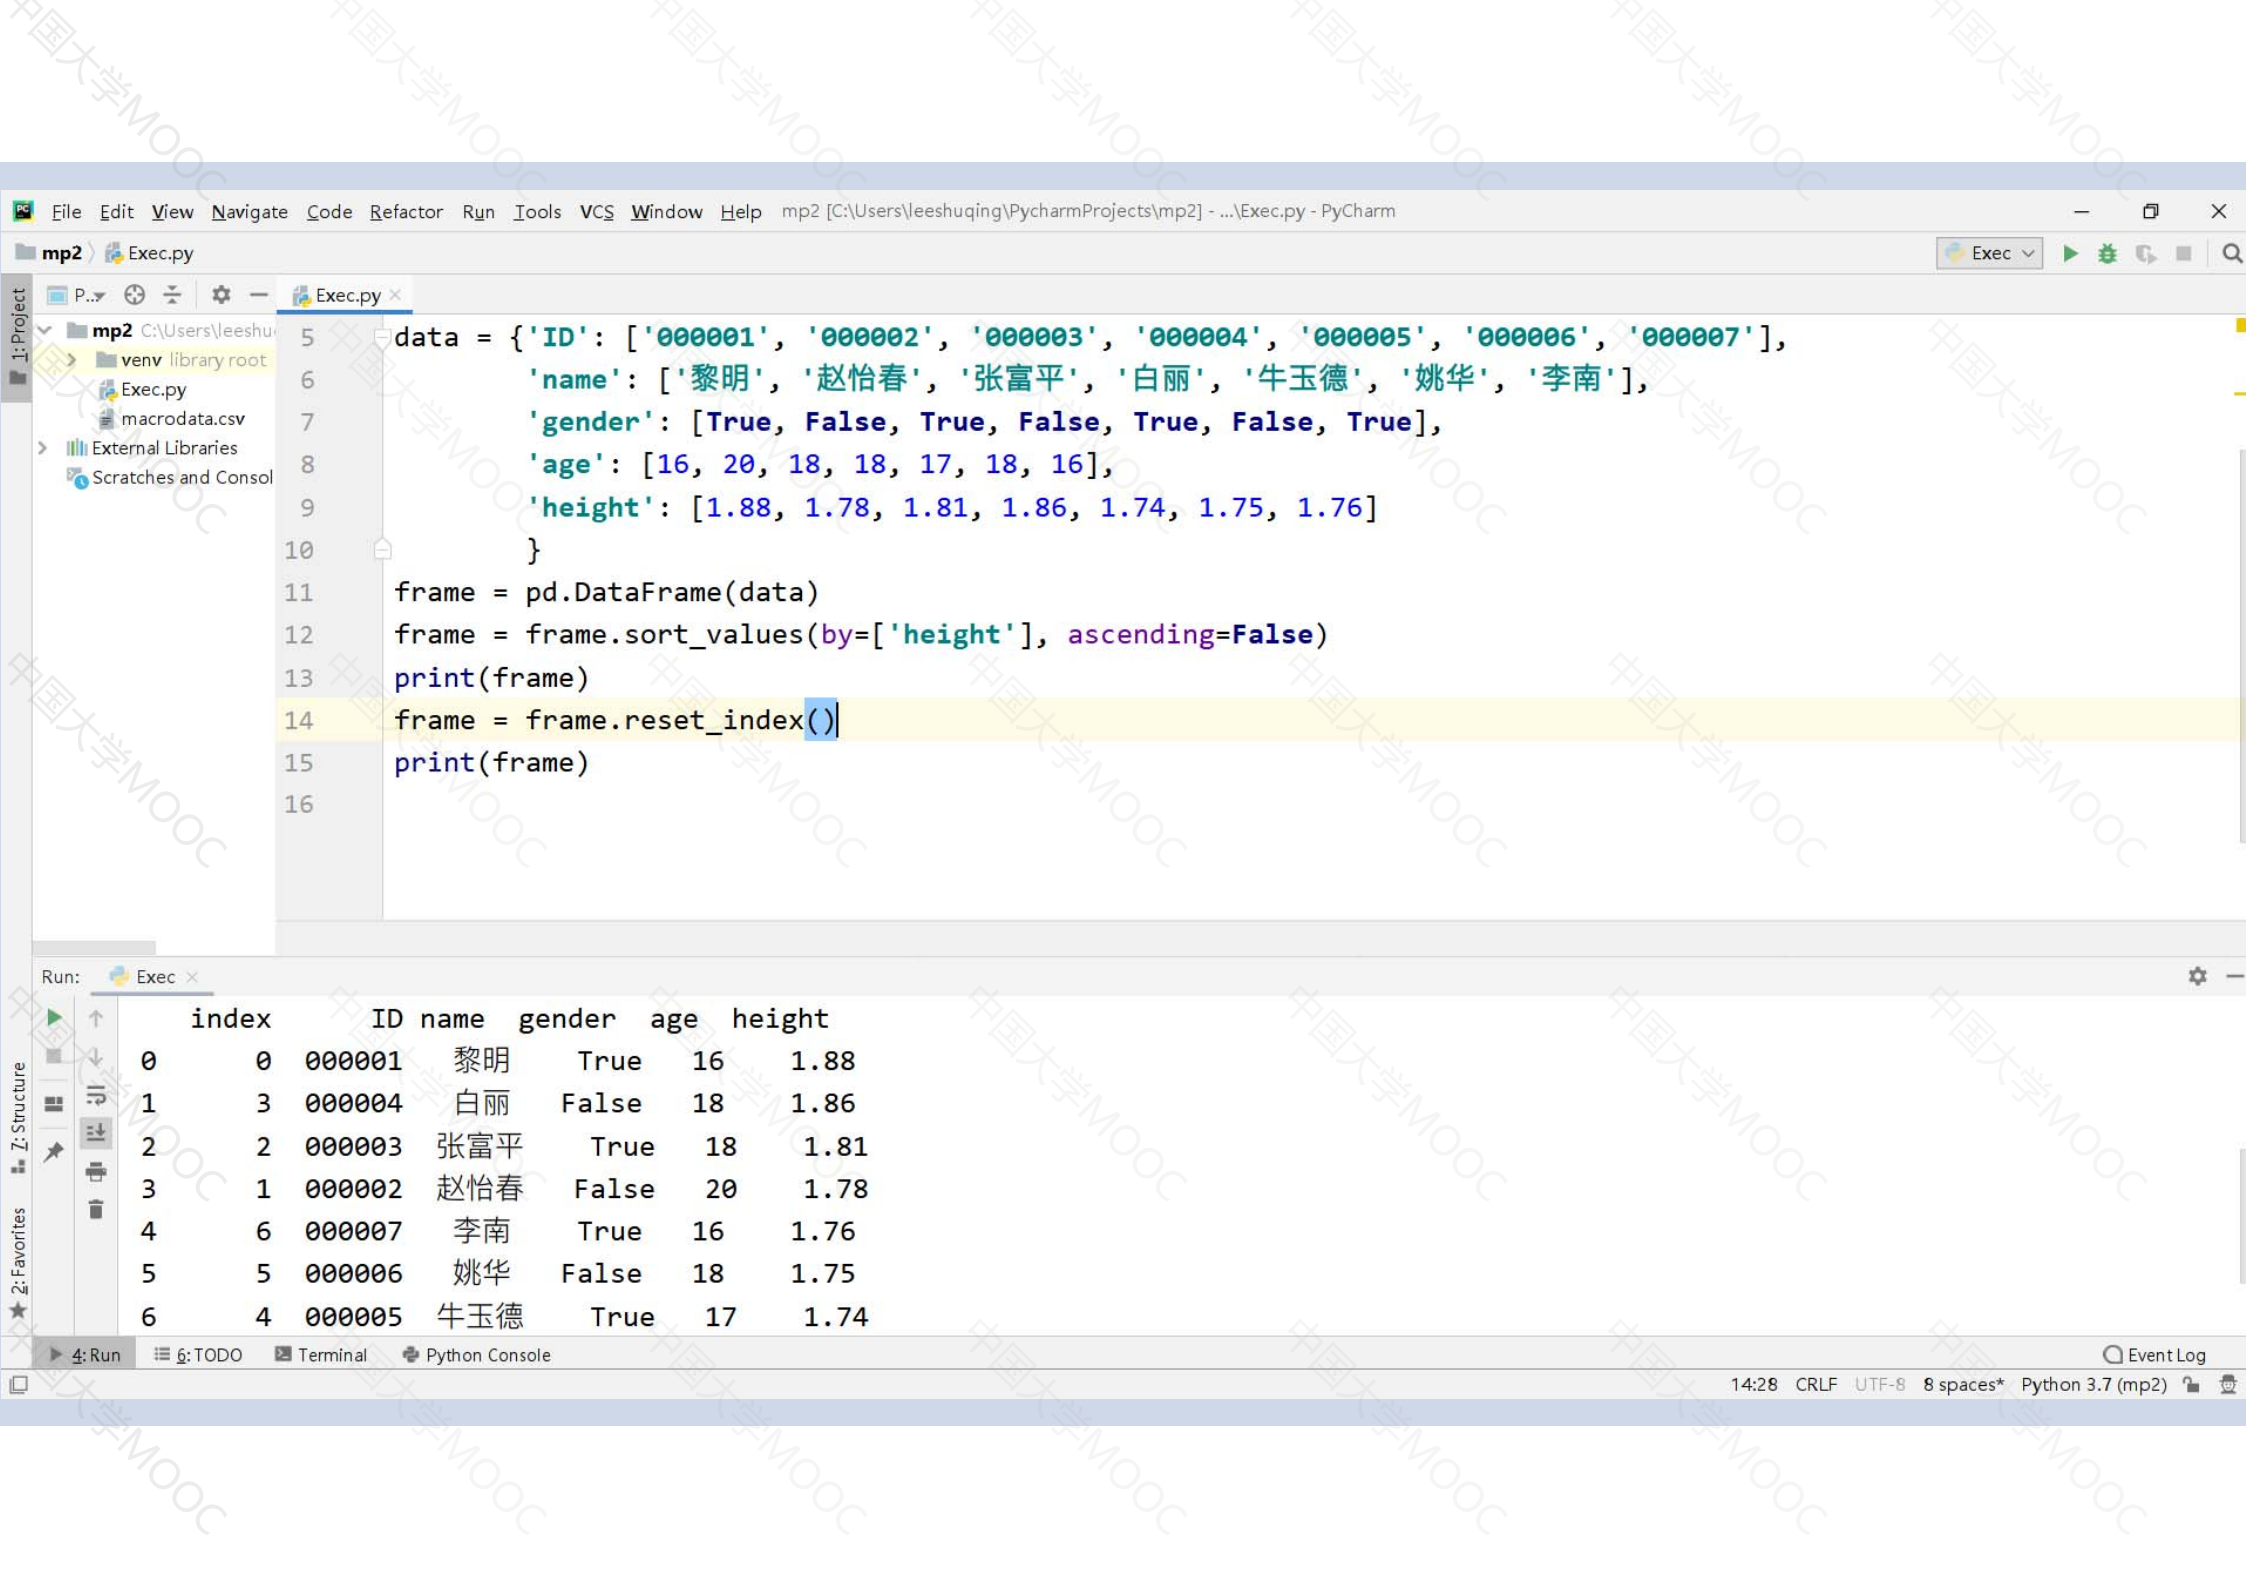 File Edit View Navigate Code Refactor Run Tools VCS Window Help mp2 [C:\Users\leeshuqing\PycharmProjects\mp2] - ...\Exec.py - PyCharm
mp2 Exec.py Exec
1: Project P.. Exec.py
mp2 C:\Users\leeshu
venv library root
Exec.py
macrodata.csv
External Libraries
Scratches and Consol
5 data = {'ID': ['000001', '000002', '000003', '000004', '000005', '000006', '000007'],
6 'name': ['黎明', '赵怡春', '张富平', '白丽', '牛玉德', '姚华', '李南'],
7 'gender': [True, False, True, False, True, False, True],
8 'age': [16, 20, 18, 18, 17, 18, 16],
9 'height': [1.88, 1.78, 1.81, 1.86, 1.74, 1.75, 1.76]
10 }
11 frame = pd.DataFrame(data)
12 frame = frame.sort_values(by=['height'], ascending=False)
13 print(frame)
14 frame = frame.reset_index()
15 print(frame)
16
Run: Exec
index ID name gender age height
0 0 000001 黎明 True 16 1.88
1 3 000004 白丽 False 18 1.86
2 2 000003 张富平 True 18 1.81
3 1 000002 赵怡春 False 20 1.78
4 6 000007 李南 True 16 1.76
5 5 000006 姚华 False 18 1.75
6 4 000005 牛玉德 True 17 1.74
Z: Structure
2: Favorites
4: Run 6: TODO Terminal Python Console Event Log
14:28 CRLF UTF-8 8 spaces* Python 3.7 (mp2)
中国大学MOOC